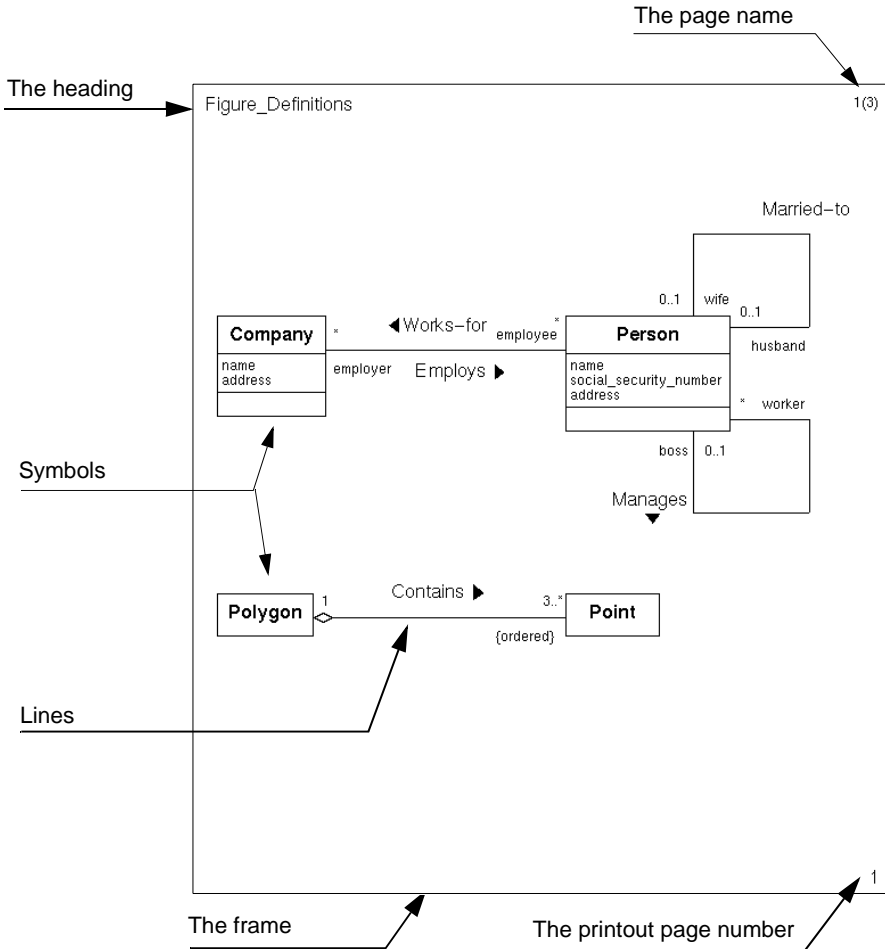 The page name
The heading
Figure_Definitions
1(3)
Married-to
0..1
wife
0..1
Company
*
Works-for
employee
*
Person
husband
name
address
employer
Employs
name
social_security_number
address
*
worker
boss
0..1
Symbols
Manages
Polygon
1
Contains
3..*
Point
{ordered}
Lines
1
The frame
The printout page number